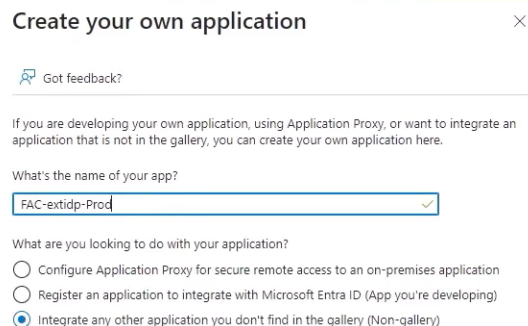 Create your own application
Got feedback?
If you are developing your own application, using Application Proxy, or want to integrate an
application that is not in the gallery, you can create your own application here.
What's the name of your app?
FAC-extidp-Prod
What are you looking to do with your application?
Configure Application Proxy for secure remote access to an on-premises application
Register an application to integrate with Microsoft Entra ID (App you're developing)
Integrate any other application you don't find in the gallery (Non-gallery)